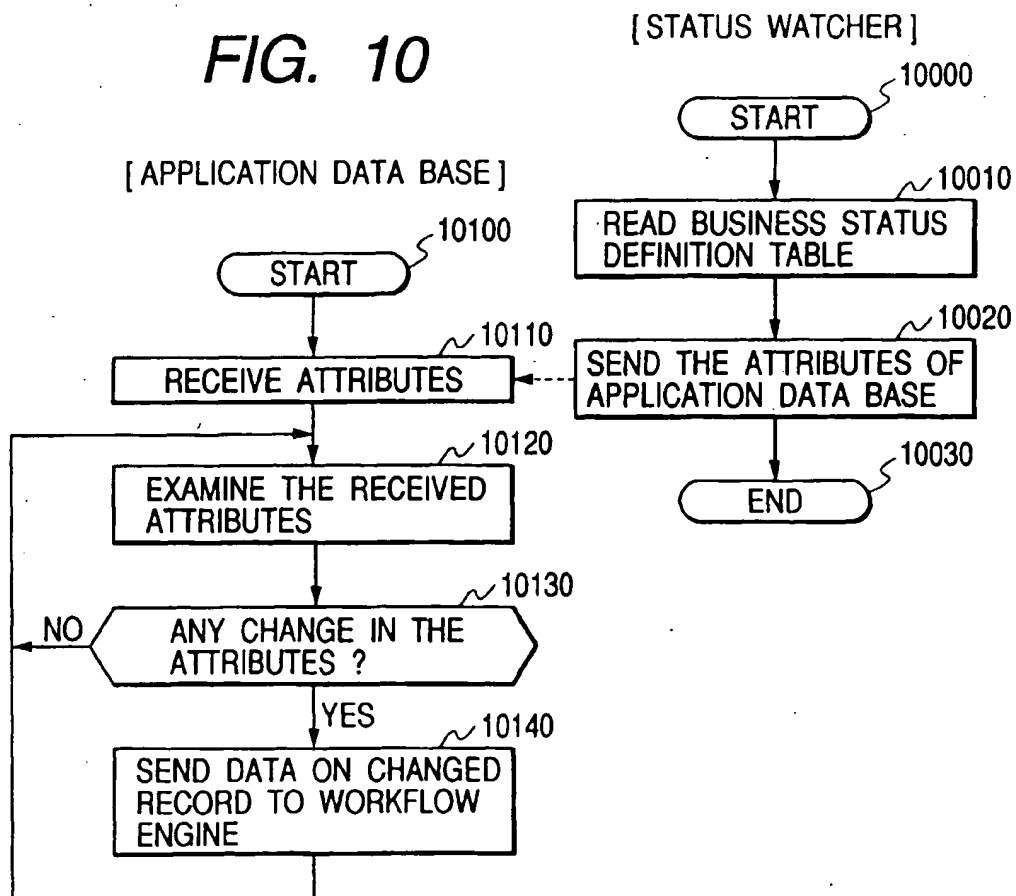 FIG. 10
[STATUS WATCHER]
10000
START
10010
READ BUSINESS STATUS
DEFINITION TABLE
10020
SEND THE ATTRIBUTES OF
APPLICATION DATA BASE
10030
END
[APPLICATION DATA BASE]
10100
START
10110
RECEIVE ATTRIBUTES
10120
EXAMINE THE RECEIVED
ATTRIBUTES
10130
ANY CHANGE IN THE
ATTRIBUTES ?
NO
YES
10140
SEND DATA ON CHANGED
RECORD TO WORKFLOW
ENGINE